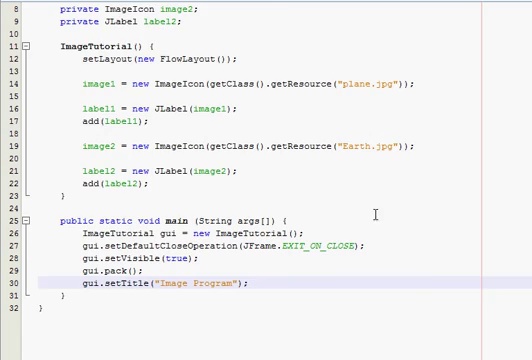 8 private ImageIcon image2;
9 private JLabel label2;
10
11 ImageTutorial() {
12 setLayout(new FlowLayout());
13
14 image1 = new ImageIcon(getClass().getResource("plane.jpg"));
15
16 label1 = new JLabel(image1);
17 add(label1);
18
19 image2 = new ImageIcon(getClass().getResource("Earth.jpg"));
20
21 label2 = new JLabel(image2);
22 add(label2);
23 }
24
25 public static void main (String args[]) {
26 ImageTutorial gui = new ImageTutorial();
27 gui.setDefaultCloseOperation(JFrame.EXIT_ON_CLOSE);
28 gui.setVisible(true);
29 gui.pack();
30 gui.setTitle("Image Program");
31 }
32 }